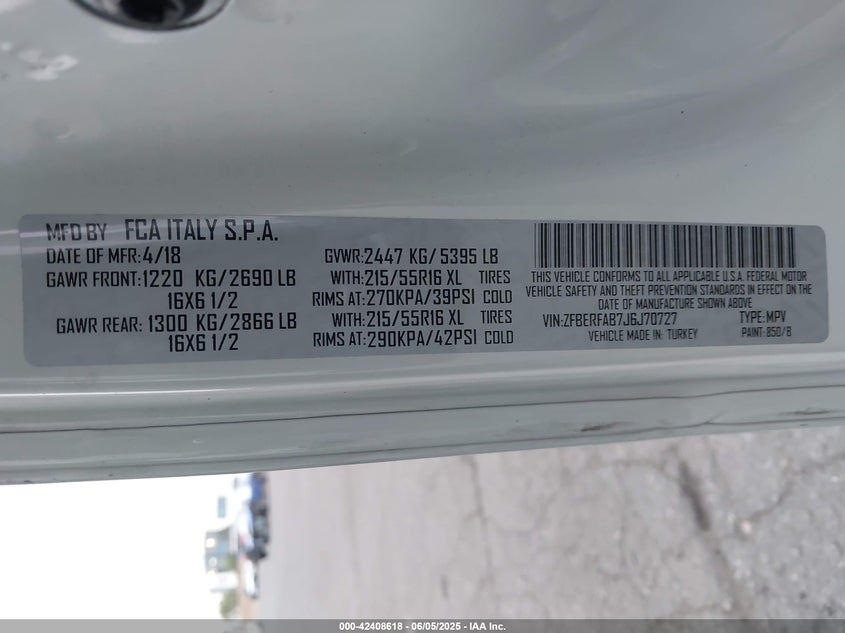 MFD BY FCA ITALY S.P.A.
DATE OF MFR:4/18
GAWR FRONT:1220 KG/2690 LB
16X6 1/2
GAWR REAR: 1300 KG/2866 LB
16X6 1/2
GVWR:2447 KG/ 5395 LB
WITH:215/55R16 XL TIRES
RIMS AT:270KPA/39PSI COLD
WITH:215/55R16 XL TIRES
RIMS AT:290KPA/42PSI COLD
THIS VEHICLE CONFORMS TO ALL APPLICABLE U.S.A. FEDERAL MOTOR
VEHICLE SAFETY AND THEFT PREVENTION STANDARDS IN EFFECT ON THE
DATE OF MANUFACTURE SHOWN ABOVE
VIN:ZFBERFAB7J6J70727 TYPE:MPV
VEHICLE MADE IN: TURKEY PAINT:850/B
000-42408618 - 06/05/2025 - IAA Inc.